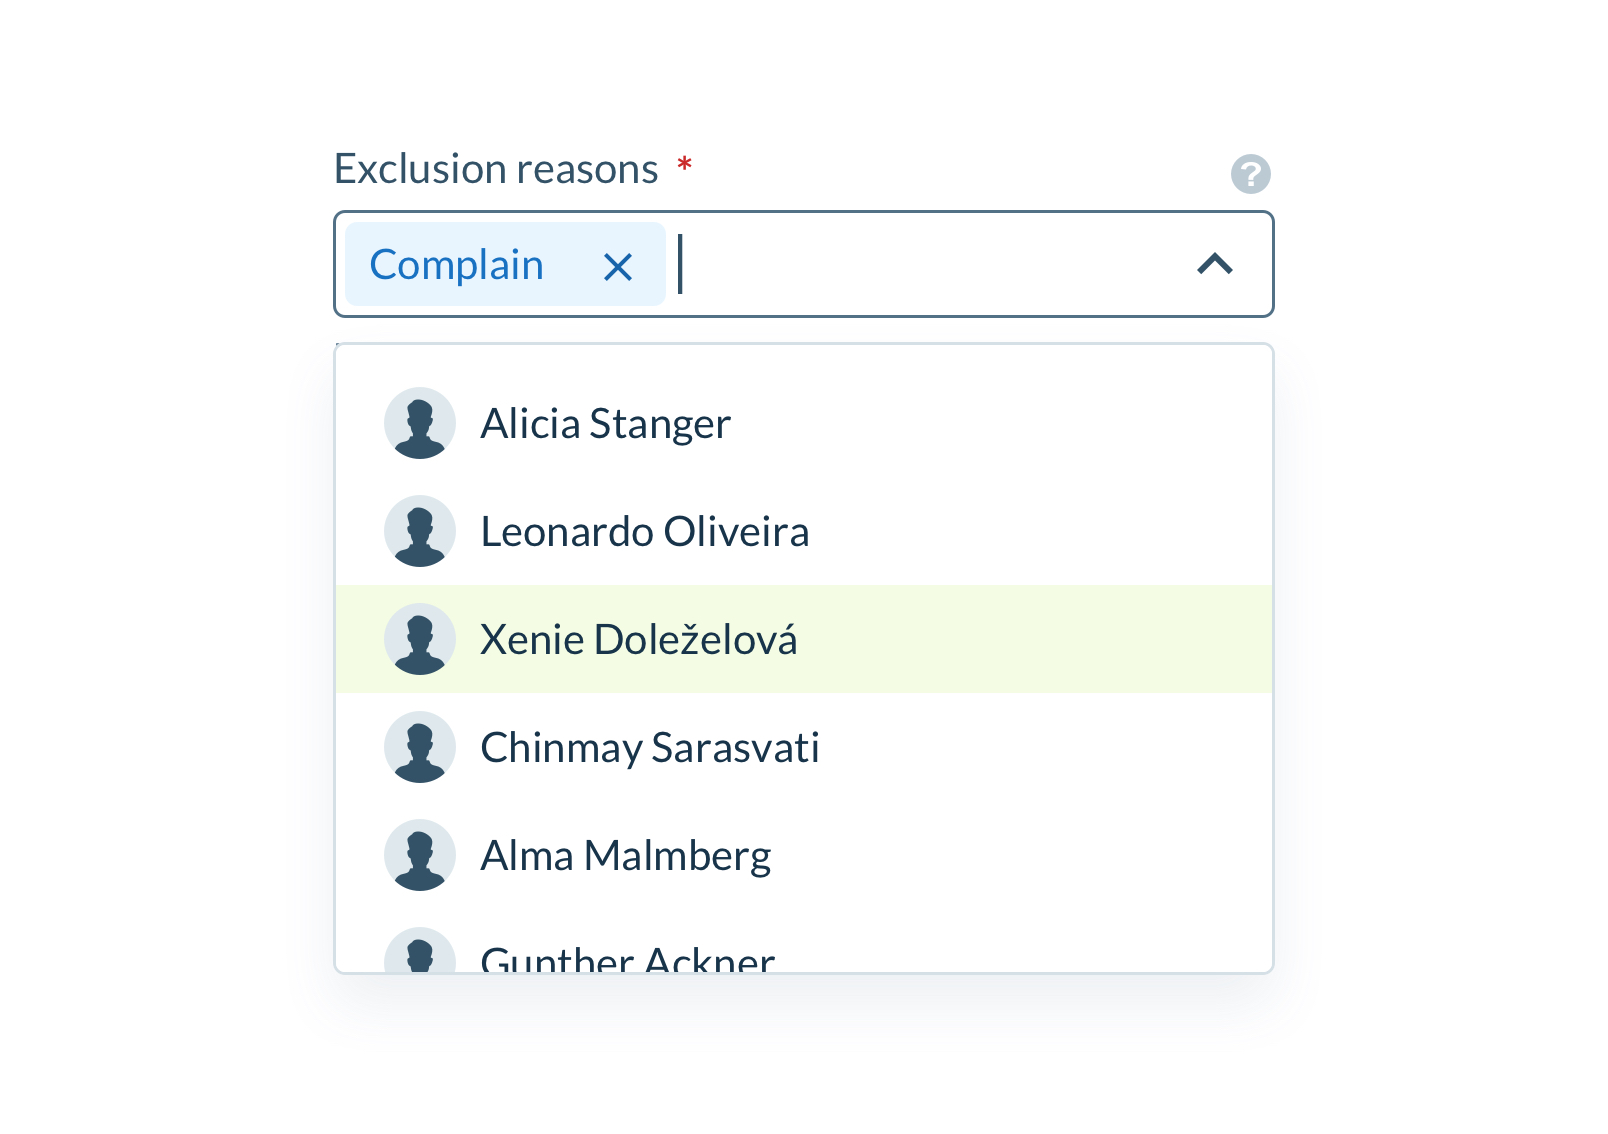 Exclusion reasons *
?
Complain
Alicia Stanger
Leonardo Oliveira
Xenie Doleželová
Chinmay Sarasvati
Alma Malmberg
Gunther Ackner